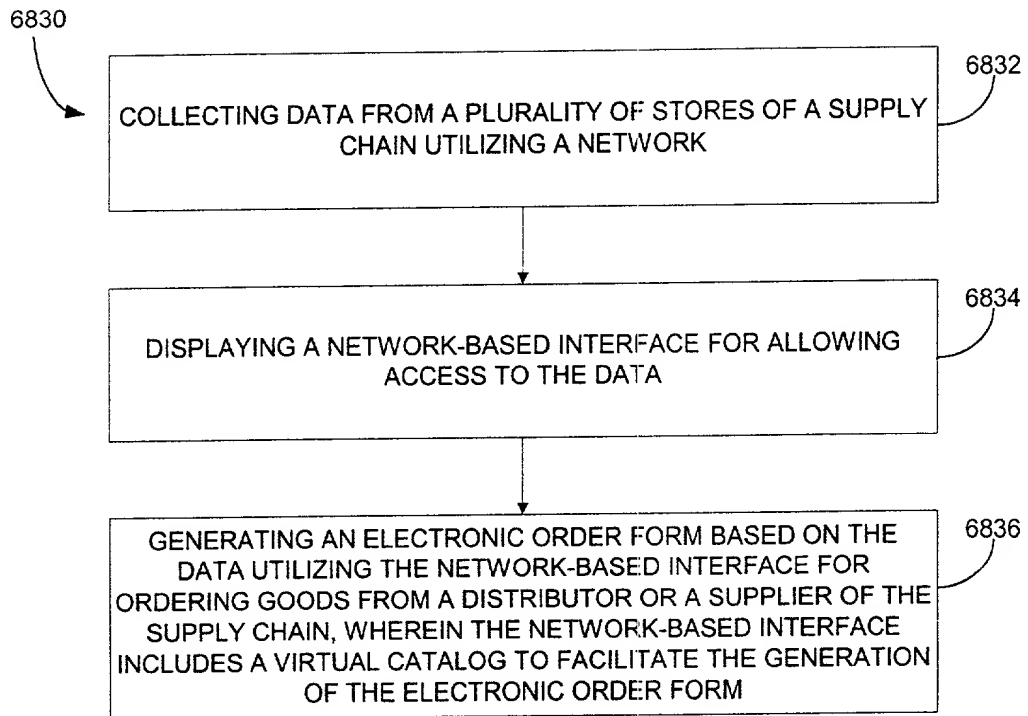 6830
6832
COLLECTING DATA FROM A PLURALITY OF STORES OF A SUPPLY
CHAIN UTILIZING A NETWORK
6834
DISPLAYING A NETWORK-BASED INTERFACE FOR ALLOWING
ACCESS TO THE DATA
6836
GENERATING AN ELECTRONIC ORDER FORM BASED ON THE
DATA UTILIZING THE NETWORK-BASED INTERFACE FOR
ORDERING GOODS FROM A DISTRIBUTOR OR A SUPPLIER OF THE
SUPPLY CHAIN, WHEREIN THE NETWORK-BASED INTERFACE
INCLUDES A VIRTUAL CATALOG TO FACILITATE THE GENERATION
OF THE ELECTRONIC ORDER FORM